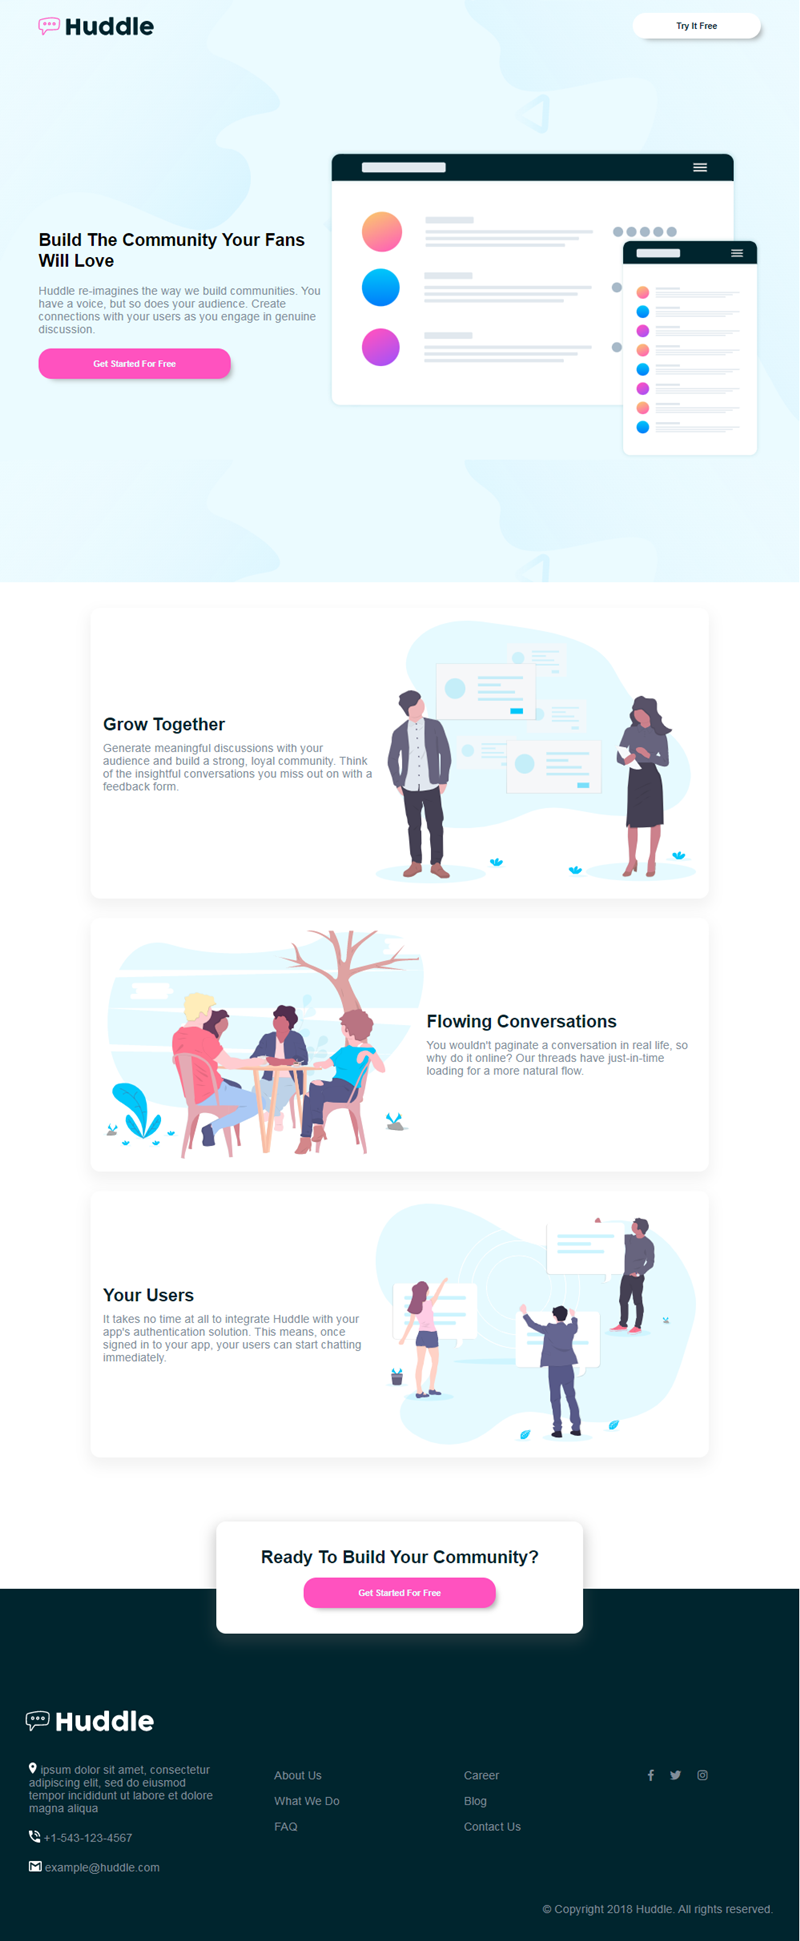 Huddle
Try It Free
Build The Community Your Fans
Will Love
Huddle re-imagines the way we build communities. You
have a voice, but so does your audience. Create
connections with your users as you engage in genuine
discussion.
Get Started For Free
Grow Together
Generate meaningful discussions with your
audience and build a strong, loyal community. Think
of the insightful conversations you miss out on with a
feedback form.
Flowing Conversations
You wouldn't paginate a conversation in real life, so
why do it online? Our threads have just-in-time
loading for a more natural flow.
Your Users
It takes no time at all to integrate Huddle with your
app's authentication solution. This means, once
signed in to your app, your users can start chatting
immediately.
Ready To Build Your Community?
Get Started For Free
Huddle
ipsum dolor sit amet, consectetur
adipiscing elit, sed do eiusmod
tempor incididunt ut labore et dolore
magna aliqua
+1-543-123-4567
example@huddle.com
About Us
What We Do
FAQ
Career
Blog
Contact Us
© Copyright 2018 Huddle. All rights reserved.